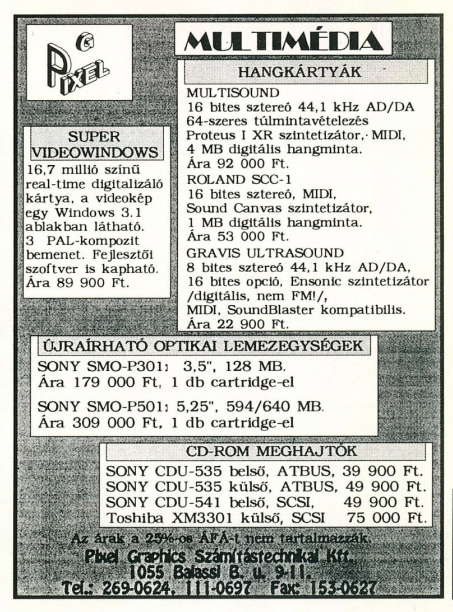 G
PIXEL
MULTIMÉDIA
HANGKÁRTYÁK
MULTISOUND
16 bites sztereó 44,1 kHz AD/DA
64-szeres túlmintavételezés
Proteus I XR szintetizátor, MIDI,
4 MB digitális hangminta.
Ára 92 000 Ft.
ROLAND SCC-1
16 bites sztereó, MIDI,
Sound Canvas szintetizátor,
1 MB digitális hangminta.
Ára 53 000 Ft.
GRAVIS ULTRASOUND
8 bites sztereó 44,1 kHz AD/DA,
16 bites opció, Ensonic szintetizátor
/digitális, nem FM!/,
MIDI, SoundBlaster kompatibilis.
Ára 22 900 Ft.
SUPER
VIDEOWINDOWS
16,7 millió színű
real-time digitalizáló
kártya, a videokép
egy Windows 3.1
ablakban látható.
3 PAL-kompozit
bemenet. Fejlesztői
szoftver is kapható.
Ára 89 900 Ft.
ÚJRAÍRHATÓ OPTIKAI LEMEZEGYSÉGEK
SONY SMO-P301: 3,5", 128 MB.
Ára 179 000 Ft, 1 db cartridge-el
SONY SMO-P501: 5,25", 594/640 MB.
Ára 309 000 Ft, 1 db cartridge-el
CD-ROM MEGHAJTÓK
SONY CDU-535 belső, ATBUS, 39 900 Ft.
SONY CDU-535 külső, ATBUS, 49 900 Ft.
SONY CDU-541 belső, SCSI, 49 900 Ft.
Toshiba XM3301 külső, SCSI 75 000 Ft.
Az árak a 25%-os ÁFÁ-t nem tartalmazzák.
Pixel Graphics Számítástechnikai Kft.
1055 Balassi B. u. 9-11.
Tel.: 269-0624, 111-0697 Fax: 153-0627